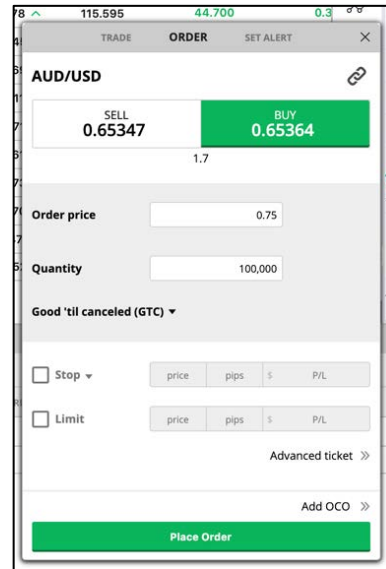 78 115.595 44.700 0.3
TRADE ORDER SET ALERT
AUD/USD
SELL BUY
0.65347 0.65364
1.7
Order price 0.75
Quantity 100,000
Good 'til canceled (GTC)
Stop price pips $ P/L
Limit price pips $ P/L
Advanced ticket »
Add OCO »
Place Order